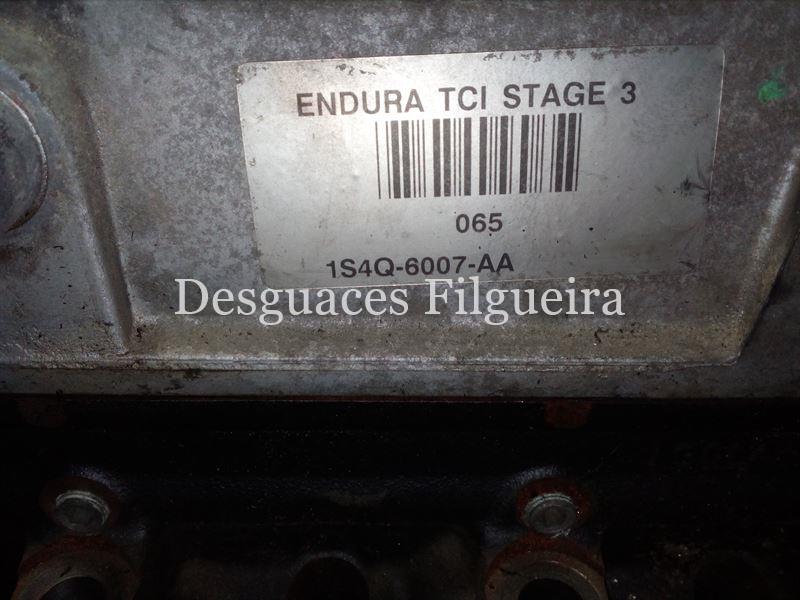 ENDURA TCI STAGE 3
065
1S4Q-6007-AA
Desguaces Filgueira